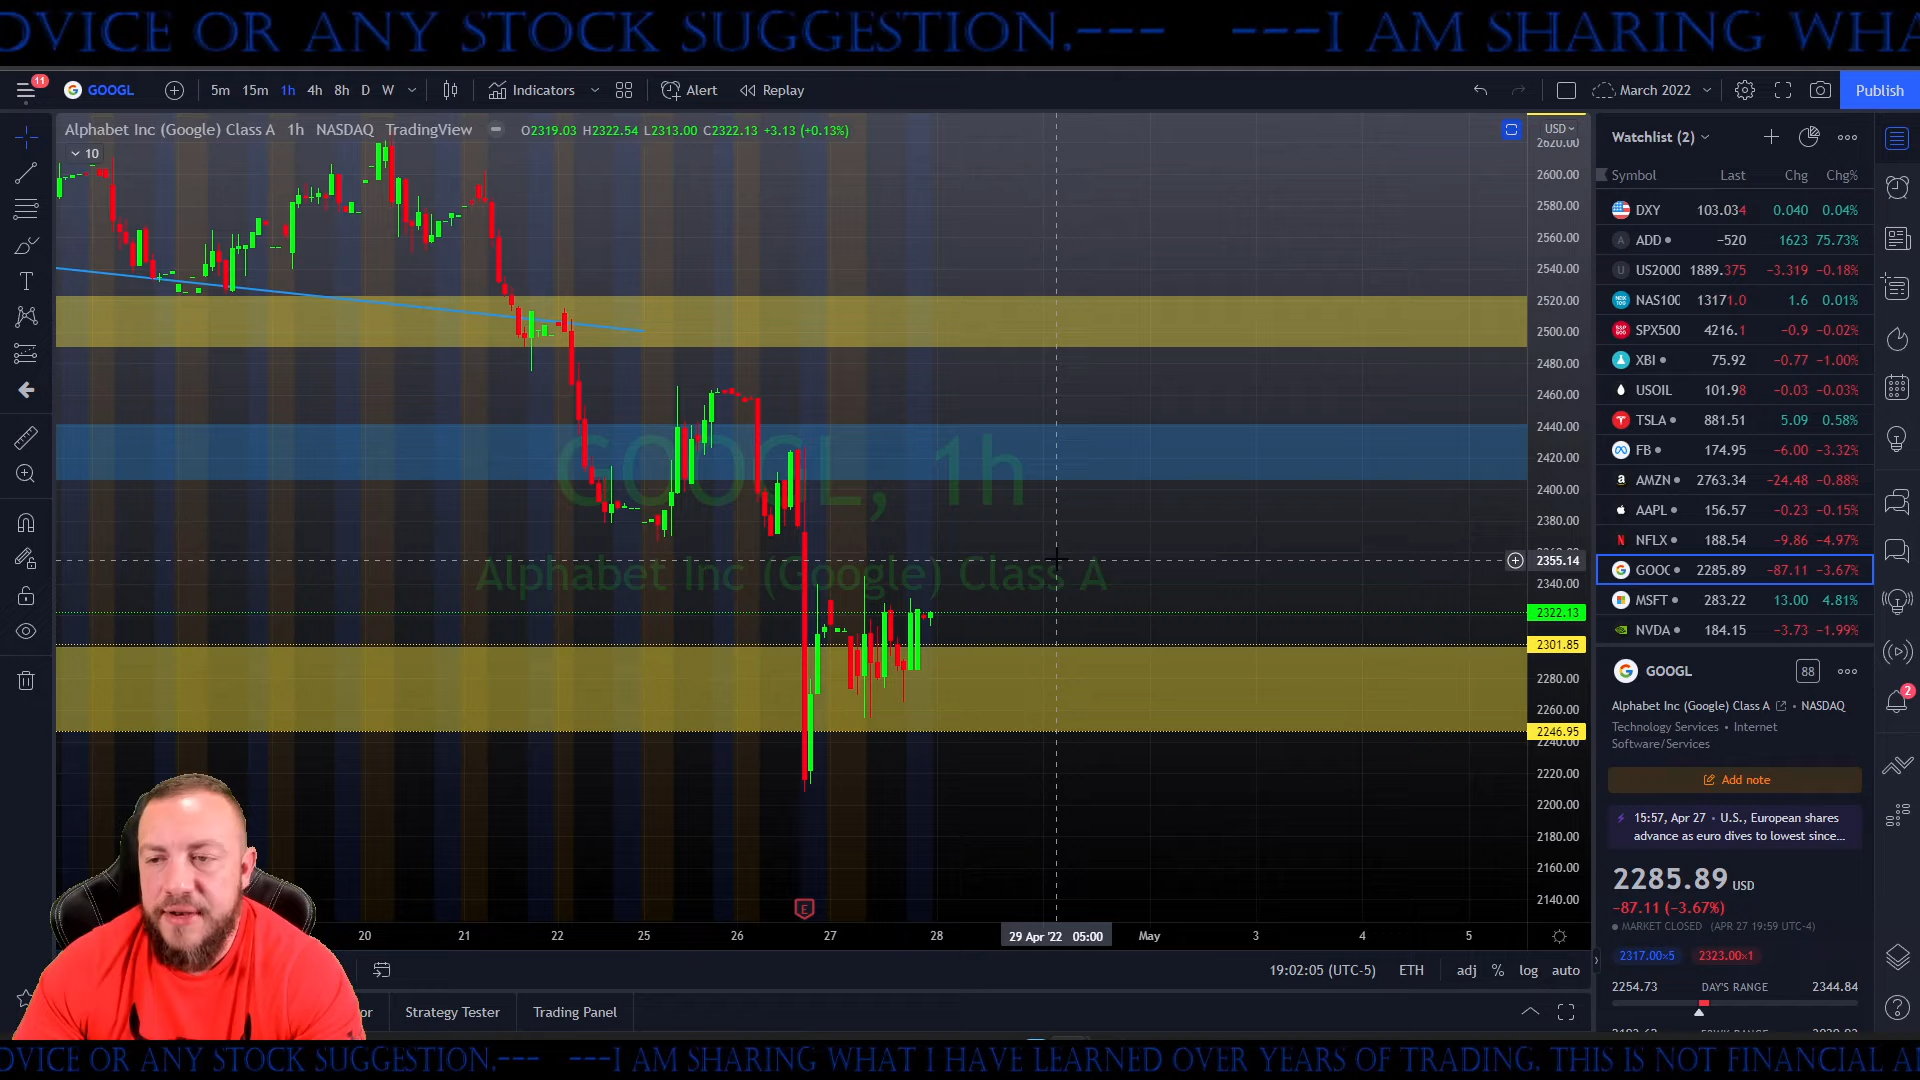 DVICE OR ANY STOCK SUGGESTION.--- ---I AM SHARING WHA
11
GOOGL
5m 15m 1h 4h 8h D W
Indicators
Alert
Replay
March 2022
Publish
Alphabet Inc (Google) Class A 1h NASDAQ TradingView
O2319.03 H2322.54 L2313.00 C2322.13 +3.13 (+0.13%)
10
USD
2620.00
2600.00
2580.00
2560.00
2540.00
2520.00
2500.00
2480.00
2460.00
2440.00
2420.00
2400.00
2380.00
2355.14
2340.00
2322.13
2301.85
2280.00
2260.00
2246.95
2240.00
2220.00
2200.00
2180.00
2160.00
2140.00
GOOGL, 1h
Alphabet Inc (Google) Class A
E
20 21 22 25 26 27 28 29 Apr '22 05:00 May 3 4 5
19:02:05 (UTC-5) ETH adj % log auto
or Strategy Tester Trading Panel
Watchlist (2)
Symbol Last Chg Chg%
DXY 103.034 0.040 0.04%
ADD −520 1623 75.73%
US2000 1889.375 −3.319 −0.18%
NAS100 13171.0 1.6 0.01%
SPX500 4216.1 −0.9 −0.02%
XBI 75.92 −0.77 −1.00%
USOIL 101.98 −0.03 −0.03%
TSLA 881.51 5.09 0.58%
FB 174.95 −6.00 −3.32%
AMZN 2763.34 −24.48 −0.88%
AAPL 156.57 −0.23 −0.15%
NFLX 188.54 −9.86 −4.97%
GOOG 2285.89 −87.11 −3.67%
MSFT 283.22 13.00 4.81%
NVDA 184.15 −3.73 −1.99%
GOOGL
88
Alphabet Inc (Google) Class A • NASDAQ
Technology Services • Internet
Software/Services
Add note
15:57, Apr 27 • U.S., European shares
advance as euro dives to lowest since...
2285.89 USD
−87.11 (−3.67%)
MARKET CLOSED (APR 27 19:59 UTC-4)
2317.00×5 2323.00×1
2254.73 DAY'S RANGE 2344.84
2
DVICE OR ANY STOCK SUGGESTION.--- ---I AM SHARING WHAT I HAVE LEARNED OVER YEARS OF TRADING. THIS IS NOT FINANCIAL A